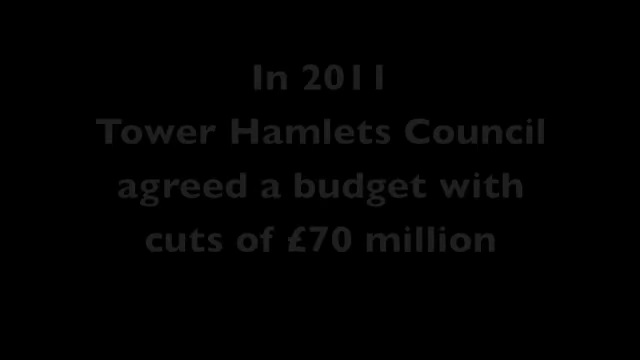 In 2011
Tower Hamlets Council
agreed a budget with
cuts of £70 million